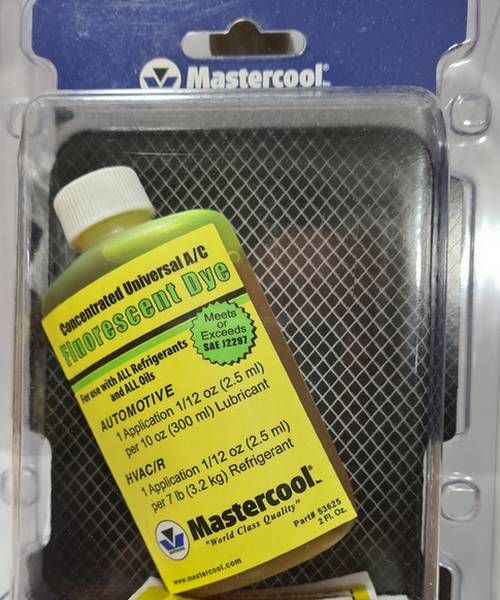 Mastercool®
Concentrated Universal A/C
Fluorescent Dye
Meets
or
Exceeds
SAE J2297
For use with ALL Refrigerants
and ALL Oils
AUTOMOTIVE
1 Application 1/12 oz (2.5 ml)
per 10 oz (300 ml) Lubricant
HVAC/R
1 Application 1/12 oz (2.5 ml)
per 7 lb (3.2 kg) Refrigerant
Mastercool®
"World Class Quality"
Part# 53625
2 Fl. Oz.
www.mastercool.com